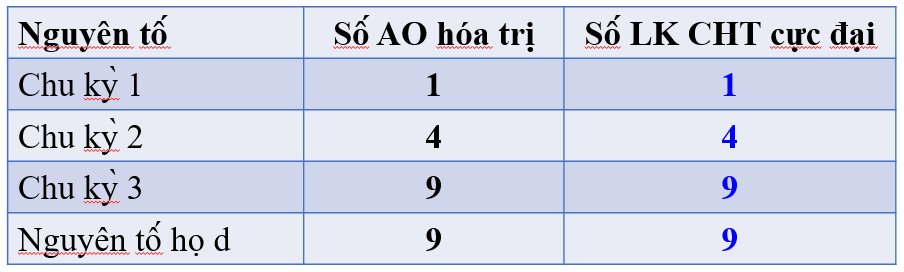 Nguyên tố Số AO hóa trị Số LK CHT cực đại
Chu kỳ 1 1 1
Chu kỳ 2 4 4
Chu kỳ 3 9 9
Nguyên tố họ d 9 9